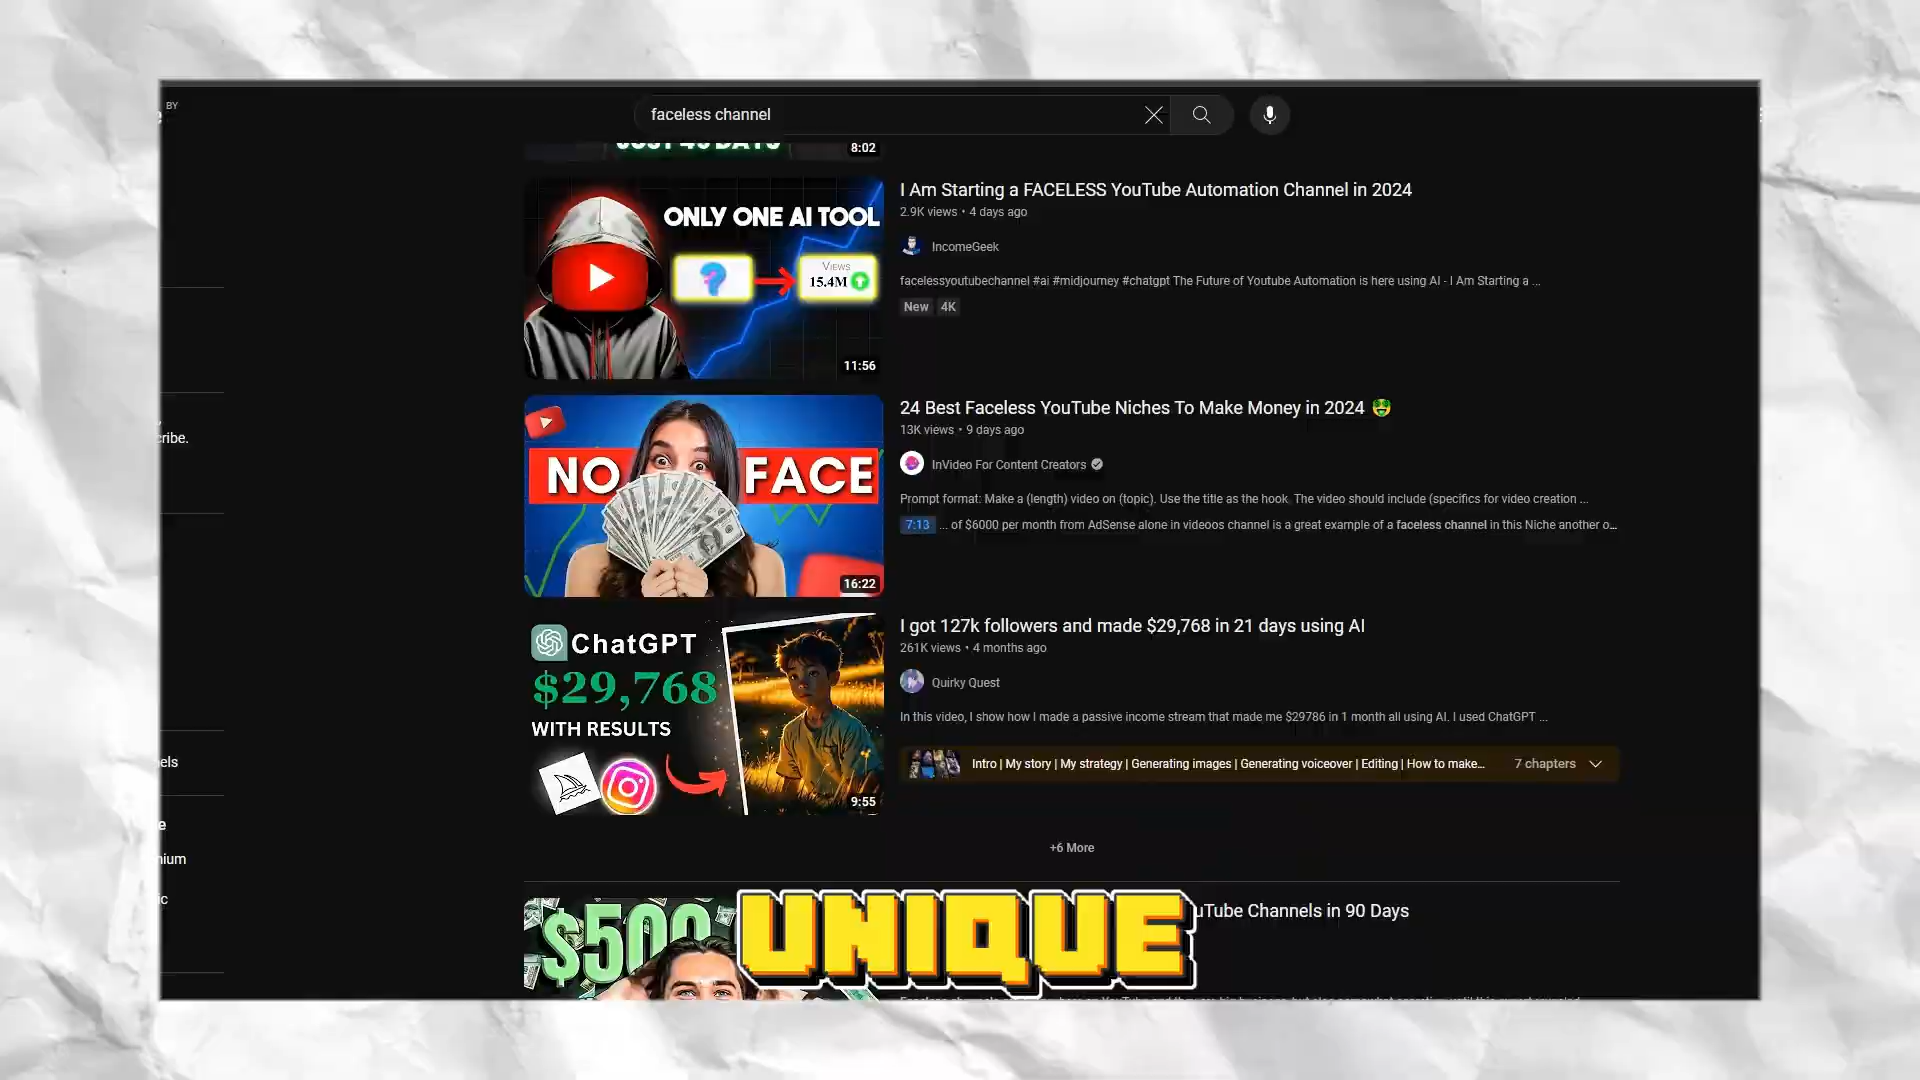 BY
e
faceless channel
JUST 45 DAYS
8:02
ONLY ONE AI TOOL
Views
15.4M
11:56
I Am Starting a FACELESS YouTube Automation Channel in 2024
2.9K views • 4 days ago
IncomeGeek
facelessyoutubechannel #ai #midjourney #chatgpt The Future of Youtube Automation is here using AI - I Am Starting a ...
New 4K
cribe.
NO FACE
16:22
24 Best Faceless YouTube Niches To Make Money in 2024 🤑
13K views • 9 days ago
InVideo For Content Creators
Prompt format: Make a (length) video on (topic). Use the title as the hook. The video should include (specifics for video creation ...
7:13 ... of $6000 per month from AdSense alone in videoos channel is a great example of a faceless channel in this Niche another o...
ChatGPT
$29,768
WITH RESULTS
9:55
I got 127k followers and made $29,768 in 21 days using AI
261K views • 4 months ago
Quirky Quest
In this video, I show how I made a passive income stream that made me $29786 in 1 month all using AI. I used ChatGPT ...
Intro | My story | My strategy | Generating images | Generating voiceover | Editing | How to make...
7 chapters
els
e
nium
ic
+6 More
$500
UNIQUE
uTube Channels in 90 Days